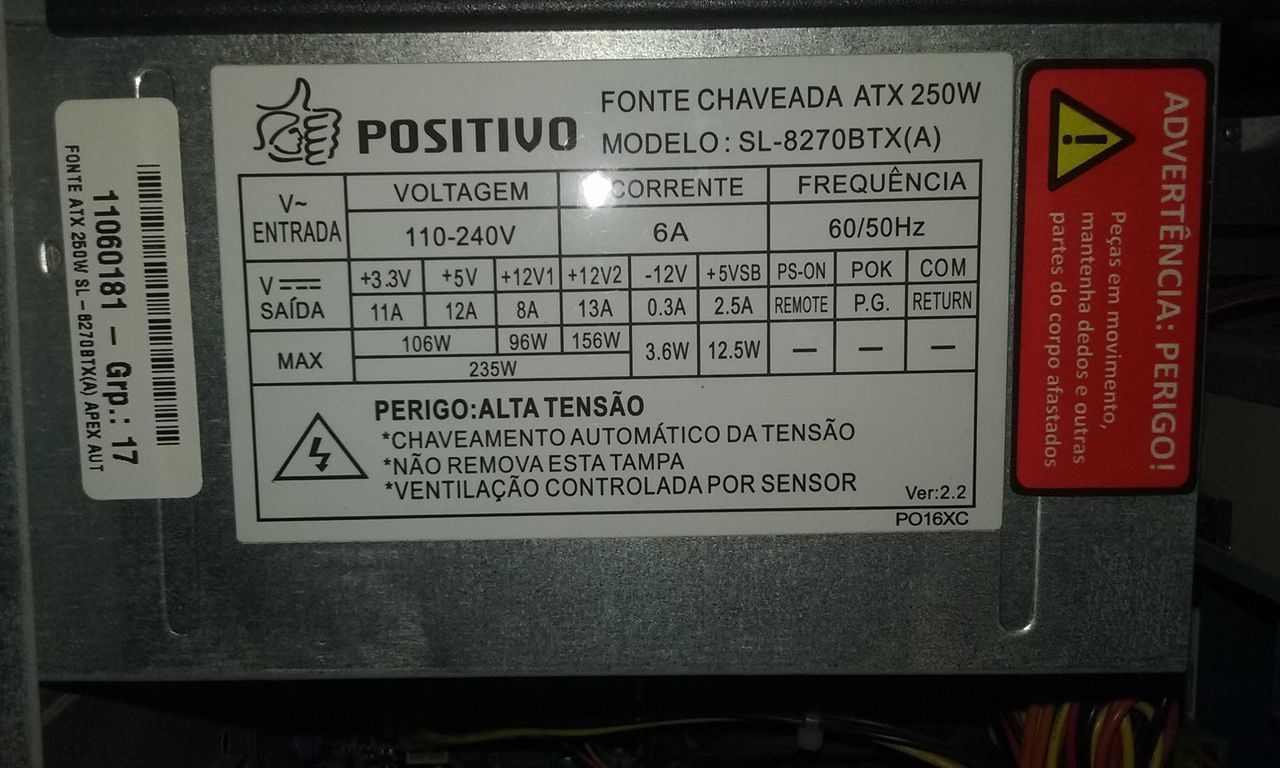 POSITIVO
FONTE CHAVEADA ATX 250W
MODELO: SL-8270BTX(A)
V~ ENTRADA VOLTAGEM CORRENTE FREQUÊNCIA
110-240V 6A 60/50Hz
V SAÍDA +3.3V +5V +12V1 +12V2 -12V +5VSB PS-ON POK COM
11A 12A 8A 13A 0.3A 2.5A REMOTE P.G. RETURN
MAX 106W 96W 156W 3.6W 12.5W — — —
235W
PERIGO:ALTA TENSÃO
*CHAVEAMENTO AUTOMÁTICO DA TENSÃO
*NÃO REMOVA ESTA TAMPA
*VENTILAÇÃO CONTROLADA POR SENSOR
Ver:2.2
PO16XC
11060181 - Grp.: 17
FONTE ATX 250W SL-8270BTX(A) APEX AUT
ADVERTÊNCIA: PERIGO!
Peças em movimento,
mantenha dedos e outras
partes do corpo afastados